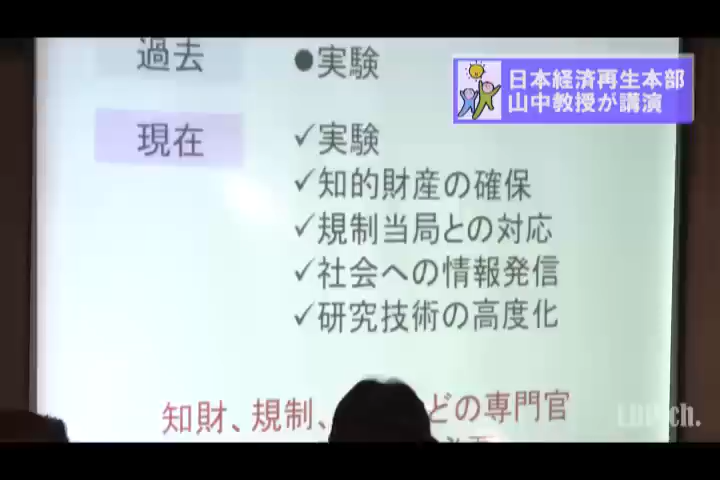 過去
●実験
日本経済再生本部
山中教授が講演
現在
✓実験
✓知的財産の確保
✓規制当局との対応
✓社会への情報発信
✓研究技術の高度化
知財、規制、
どの専門官
LDP ch.